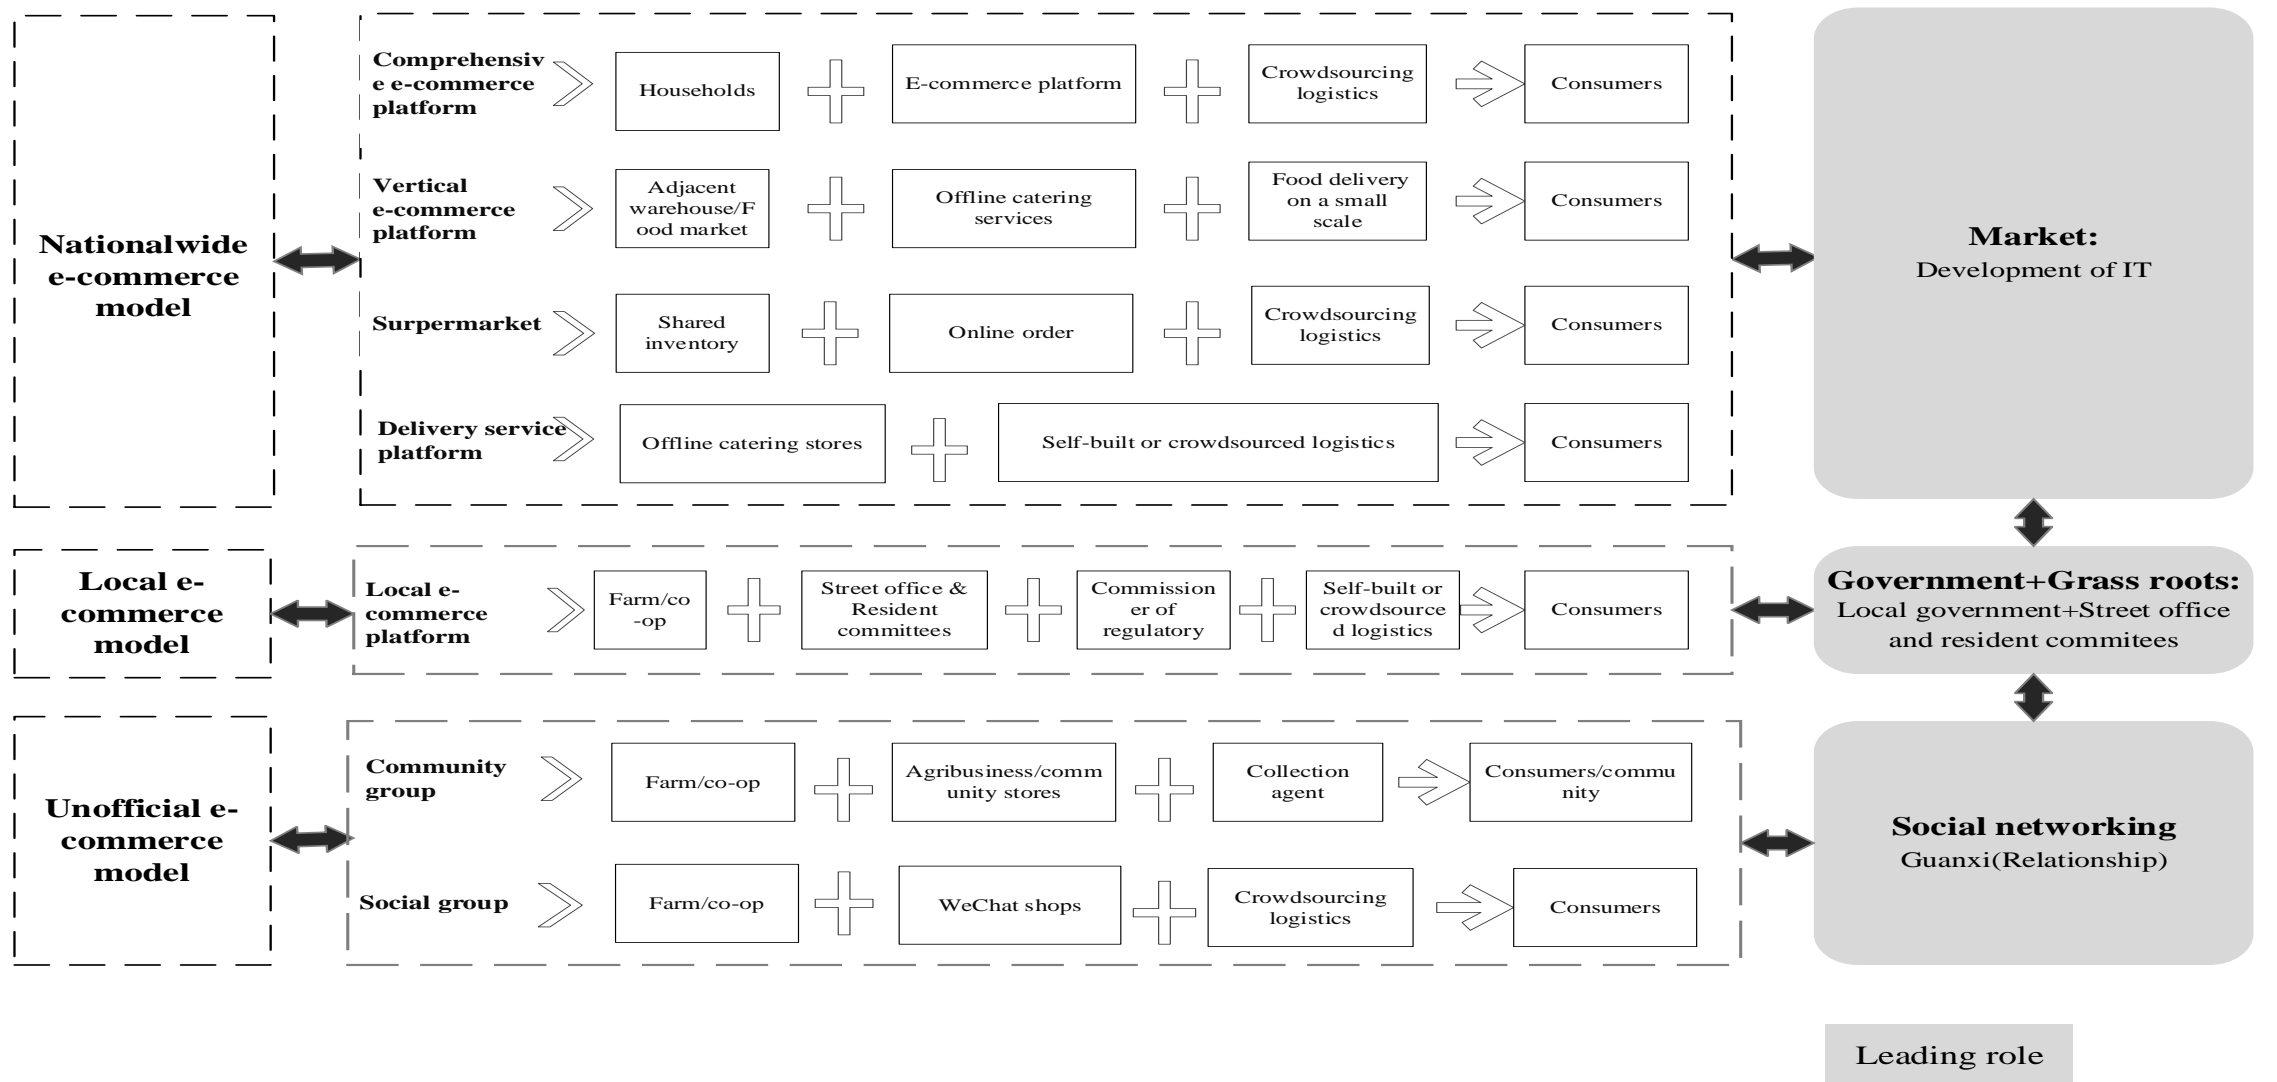 Nationalwide
e-commerce
model
Comprehensiv
e e-commerce
platform
Households
E-commerce platform
Crowdsourcing
logistics
Consumers
Vertical
e-commerce
platform
Adjacent
warehouse/F
ood market
Offline catering
services
Food delivery
on a small
scale
Consumers
Surpermarket
Shared
inventory
Online order
Crowdsourcing
logistics
Consumers
Delivery service
platform
Offline catering stores
Self-built or crowdsourced logistics
Consumers
Market:
Development of IT
Local e-
commerce
model
Local e-
commerce
platform
Farm/co
-op
Street office &
Resident
committees
Commission
er of
regulatory
Self-built or
crowdsource
d logistics
Consumers
Government+Grass roots:
Local government+Street office
and resident commitees
Unofficial e-
commerce
model
Community
group
Farm/co-op
Agribusiness/comm
unity stores
Collection
agent
Consumers/commu
nity
Social group
Farm/co-op
WeChat shops
Crowdsourcing
logistics
Consumers
Social networking
Guanxi(Relationship)
Leading role